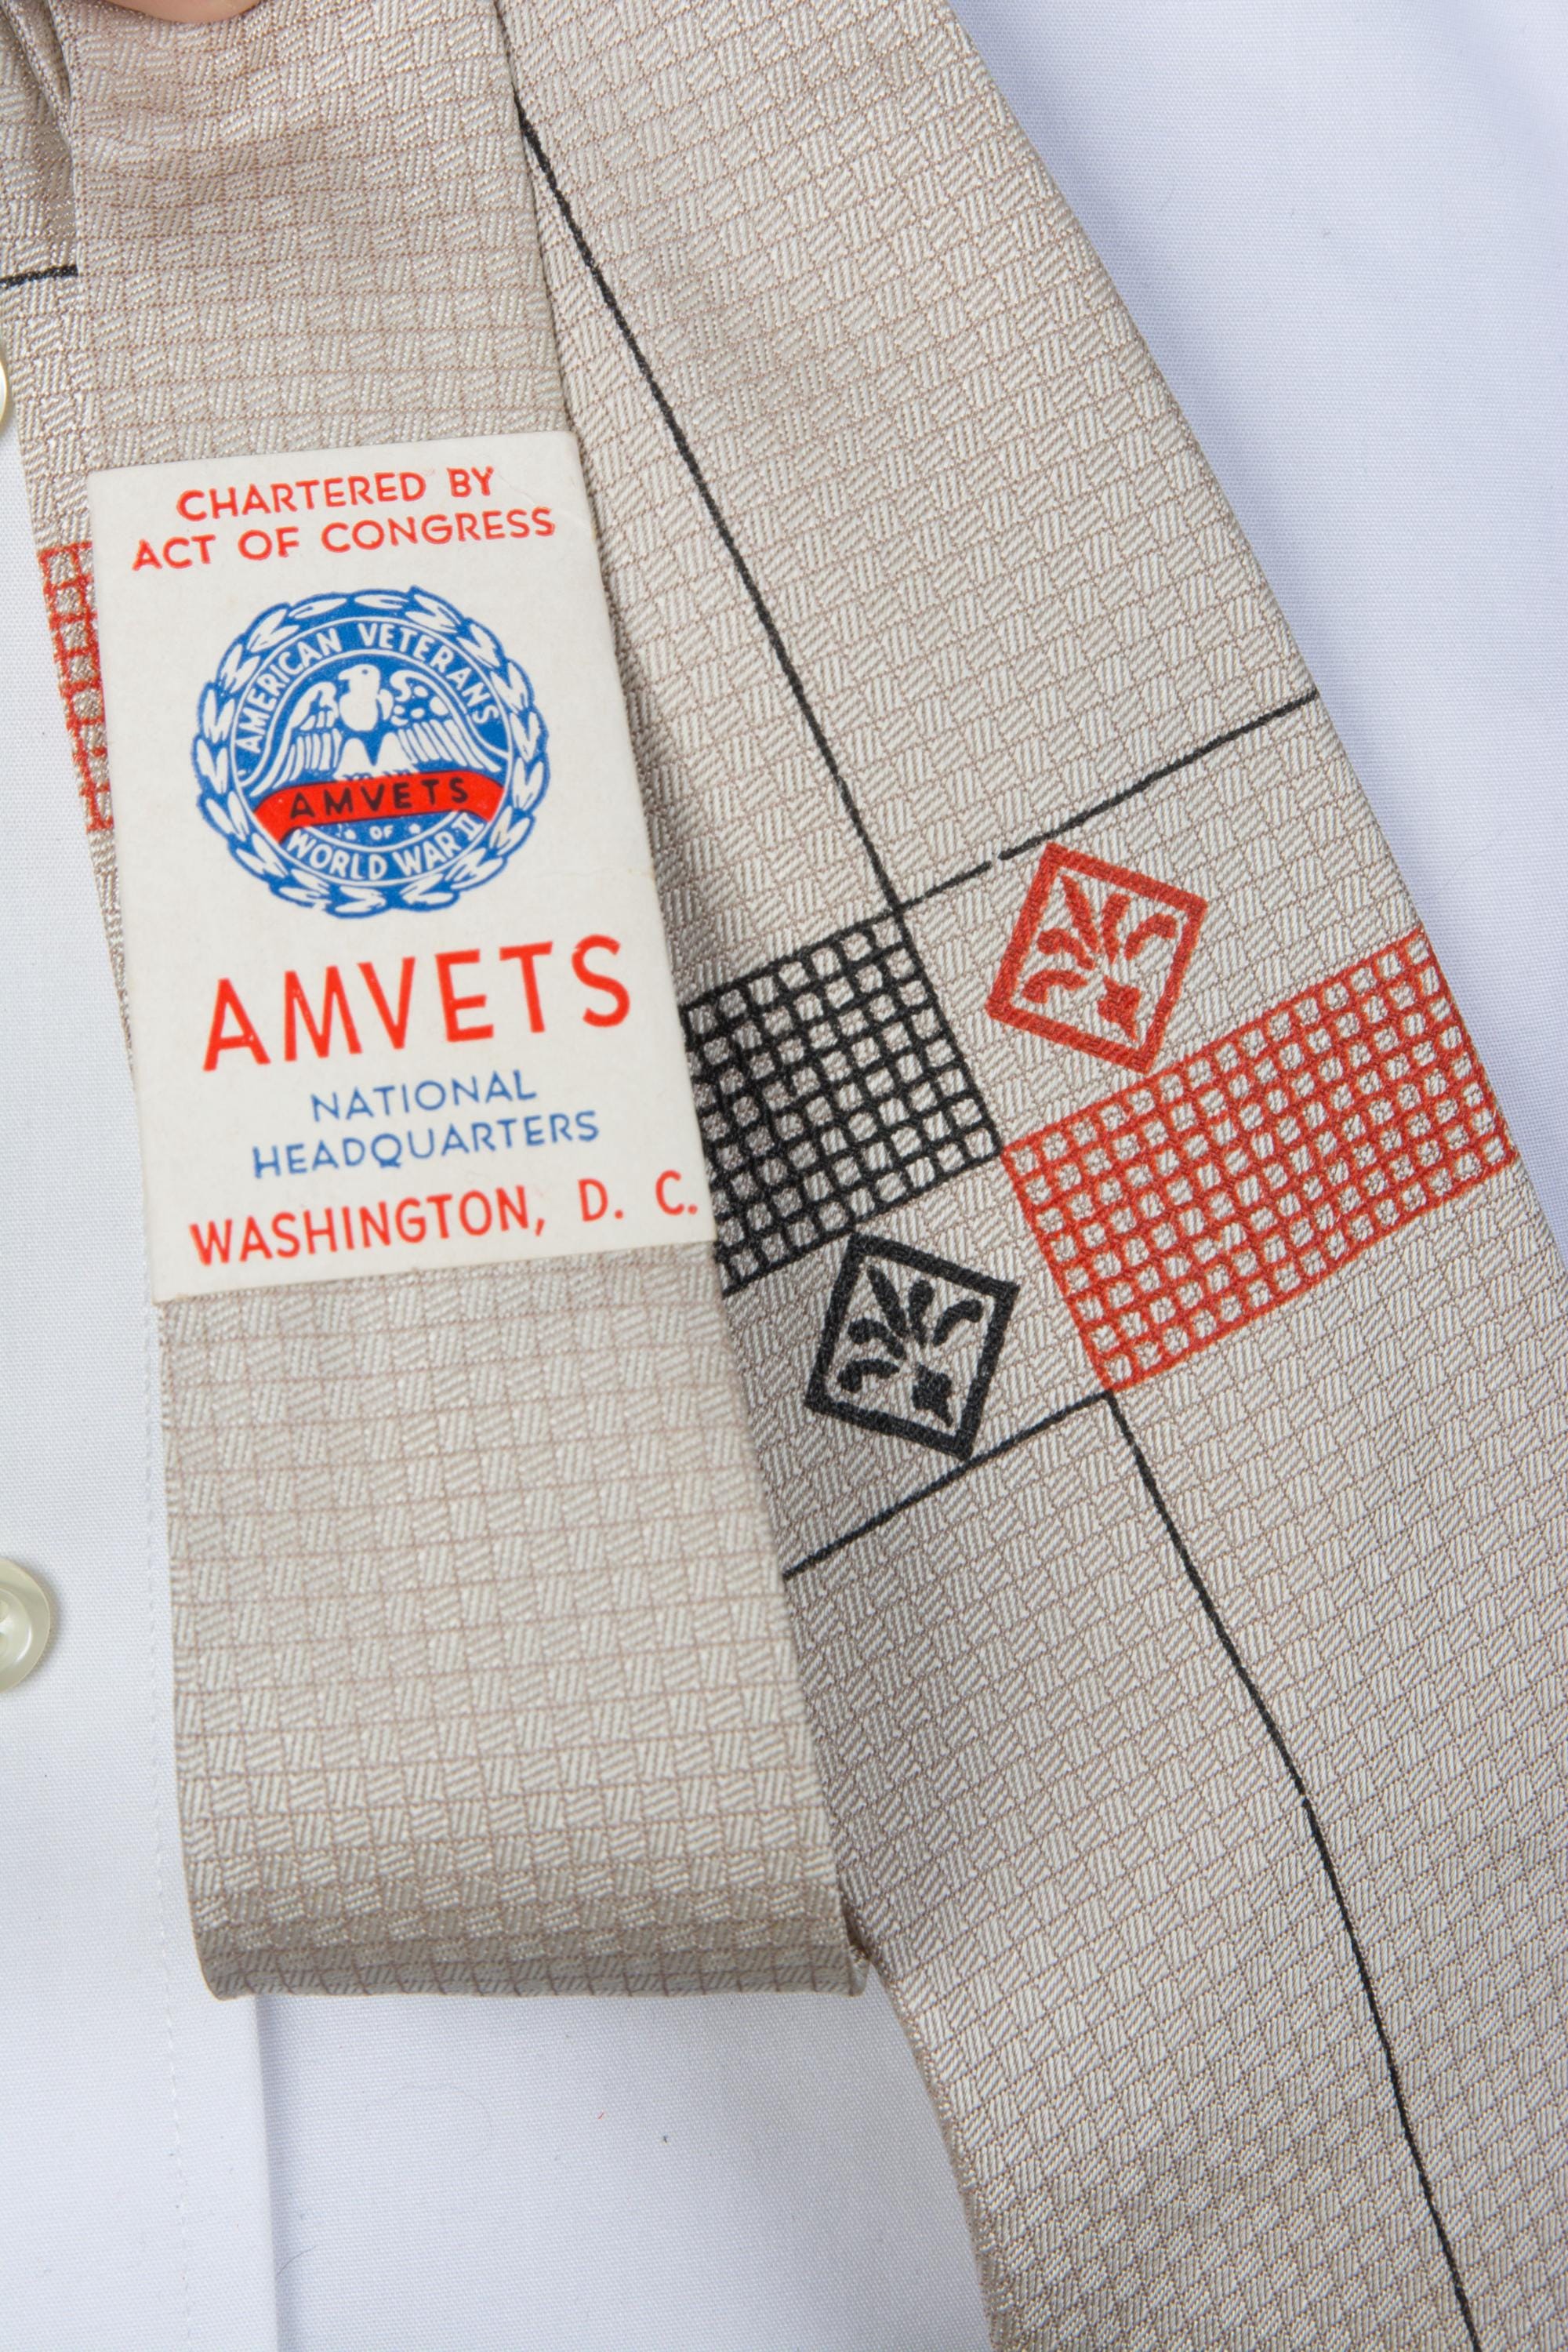 CHARTERED BY
ACT OF CONGRESS
AMERICAN VETERANS
AMVETS
OF
WORLD WAR II
AMVETS
NATIONAL
HEADQUARTERS
WASHINGTON, D. C.